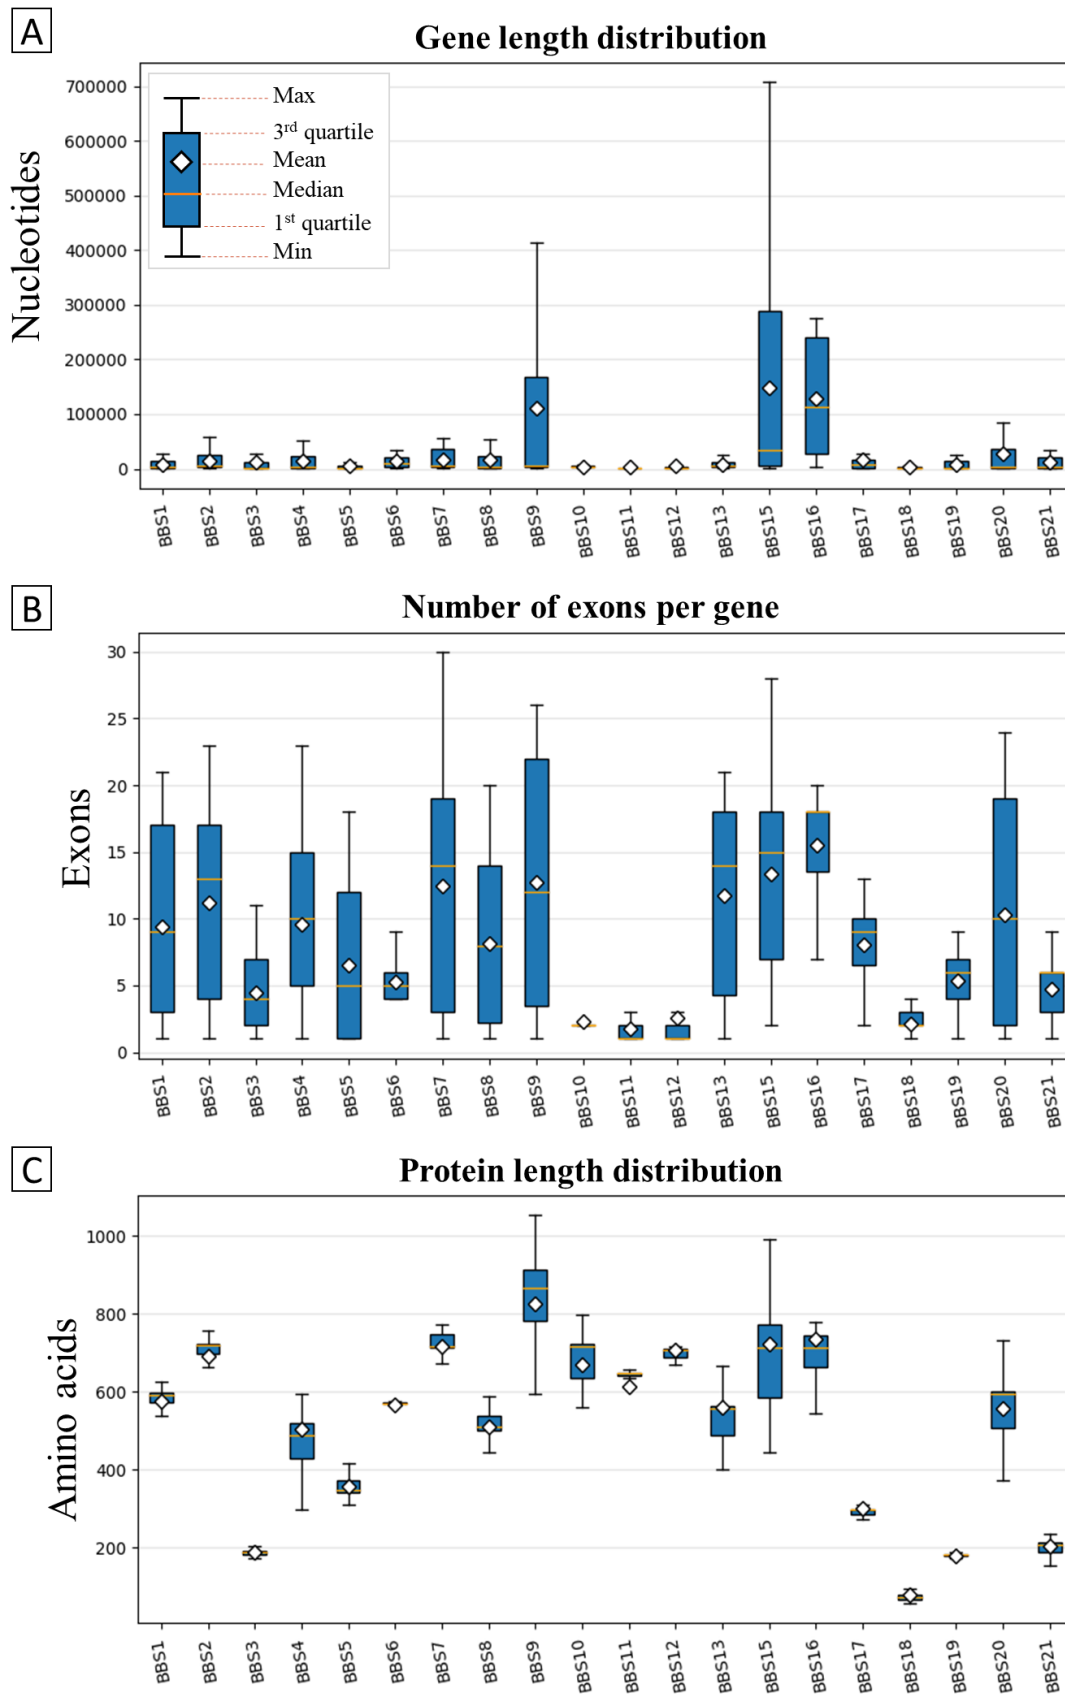 A
Gene length distribution
Nucleotides
700000
600000
500000
400000
300000
200000
100000
0
Max
3rd quartile
Mean
Median
1st quartile
Min
BBS1 BBS2 BBS3 BBS4 BBS5 BBS6 BBS7 BBS8 BBS9 BBS10 BBS11 BBS12 BBS13 BBS15 BBS16 BBS17 BBS18 BBS19 BBS20 BBS21
B
Number of exons per gene
Exons
30
25
20
15
10
5
0
BBS1 BBS2 BBS3 BBS4 BBS5 BBS6 BBS7 BBS8 BBS9 BBS10 BBS11 BBS12 BBS13 BBS15 BBS16 BBS17 BBS18 BBS19 BBS20 BBS21
C
Protein length distribution
Amino acids
1000
800
600
400
200
BBS1 BBS2 BBS3 BBS4 BBS5 BBS6 BBS7 BBS8 BBS9 BBS10 BBS11 BBS12 BBS13 BBS15 BBS16 BBS17 BBS18 BBS19 BBS20 BBS21